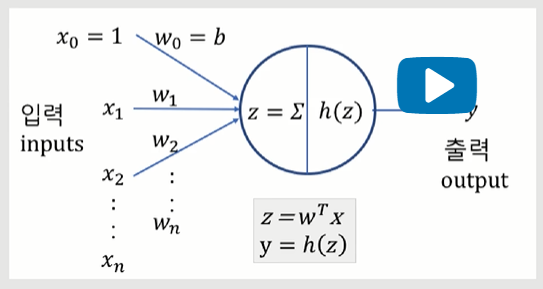 x₀ = 1
w₀ = b
입력
inputs
x₁
w₁
w₂
x₂
⋮
⋮
wₙ
xₙ
z = Σ
h(z)
y
출력
output
z = wᵀx
y = h(z)